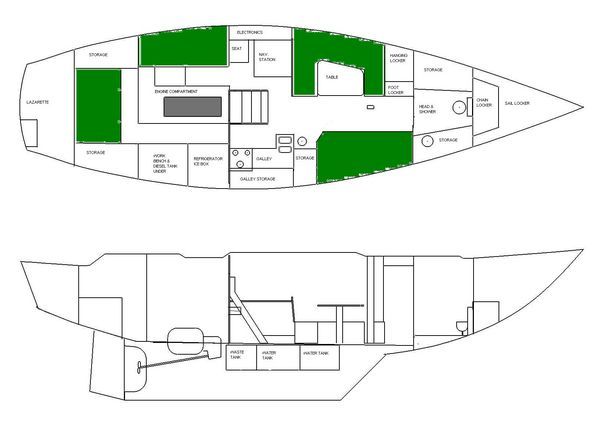 STORAGE
ELECTRONICS
SEAT
NAV.
STATION
HANGING
LOCKER
STORAGE
TABLE
FOOT
LOCKER
ENGINE COMPARTMENT
LAZARETTE
HEAD &
SHOWER
CHAIN
LOCKER
SAIL LOCKER
STORAGE
STORAGE
WORK
BENCH &
DIESEL TANK
UNDER
REFRIGERATOR
ICE BOX
GALLEY
STORAGE
GALLEY STORAGE
WASTE
TANK
WATER
TANK
WATER TANK